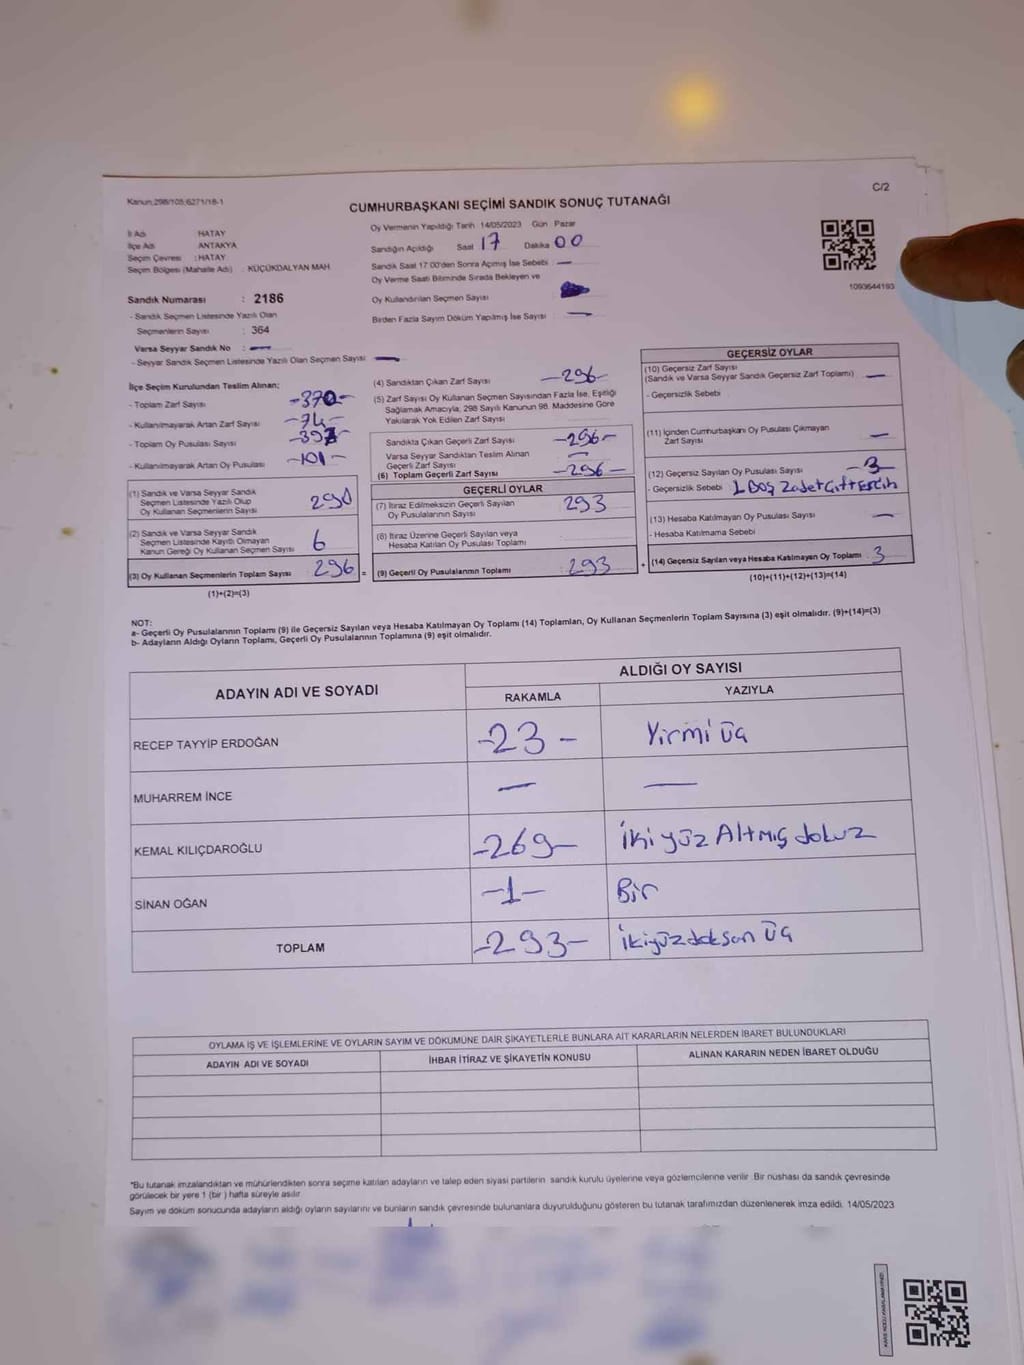 Kanun:298/105;6271/18-1
C/2
CUMHURBAŞKANI SEÇİMİ SANDIK SONUÇ TUTANAĞI
İl Adı HATAY
İlçe Adı ANTAKYA
Seçim Çevresi : HATAY
Seçim Bölgesi (Mahalle Adı) : KÜÇÜKDALYAN MAH
Sandık Numarası : 2186
- Sandık Seçmen Listesinde Yazılı Olan
Seçmenlerin Sayısı : 364
Varsa Seyyar Sandık No : —
- Seyyar Sandık Seçmen Listesinde Yazılı Olan Seçmen Sayısı —
Oy Vermenin Yapıldığı Tarih 14/05/2023 Gün Pazar
Sandığın Açıldığı Saat 17 Dakika 00
Sandık Saat 17:00'den Sonra Açılmış İse Sebebi —
Oy Verme Saati Bitiminde Sırada Bekleyen ve
Oy Kullandırılan Seçmen Sayısı
Birden Fazla Sayım Döküm Yapılmış İse Sayısı —
1093644193
İlçe Seçim Kurulundan Teslim Alınan;
- Toplam Zarf Sayısı -370-
- Kullanılmayarak Artan Zarf Sayısı -74-
- Toplam Oy Pusulası Sayısı -397-
- Kullanılmayarak Artan Oy Pusulası -101-
(1) Sandık ve Varsa Seyyar Sandık
Seçmen Listesinde Yazılı Olup
Oy Kullanan Seçmenlerin Sayısı 290
(2) Sandık ve Varsa Seyyar Sandık
Seçmen Listesinde Kayıtlı Olmayan
Kanun Gereği Oy Kullanan Seçmen Sayısı 6
(3) Oy Kullanan Seçmenlerin Toplam Sayısı 296 =
(1)+(2)=(3)
(4) Sandıktan Çıkan Zarf Sayısı -296-
(5) Zarf Sayısı Oy Kullanan Seçmen Sayısından Fazla İse, Eşitliği
Sağlamak Amacıyla, 298 Sayılı Kanunun 98. Maddesine Göre
Yakılarak Yok Edilen Zarf Sayısı
Sandıkta Çıkan Geçerli Zarf Sayısı -296-
Varsa Seyyar Sandıktan Teslim Alınan
Geçerli Zarf Sayısı —
(6) Toplam Geçerli Zarf Sayısı -296-
GEÇERLİ OYLAR
(7) İtiraz Edilmeksizin Geçerli Sayılan
Oy Pusulalarının Sayısı 293
(8) İtiraz Üzerine Geçerli Sayılan veya
Hesaba Katılan Oy Pusulası Toplamı
(9) Geçerli Oy Pusulalarının Toplamı 293 +
GEÇERSİZ OYLAR
(10) Geçersiz Zarf Sayısı
(Sandık ve Varsa Seyyar Sandık Geçersiz Zarf Toplamı) —
- Geçersizlik Sebebi
(11) İçinden Cumhurbaşkanı Oy Pusulası Çıkmayan
Zarf Sayısı —
(12) Geçersiz Sayılan Oy Pusulası Sayısı -3
- Geçersizlik Sebebi 1 Boş 2 adet Çift
(13) Hesaba Katılmayan Oy Pusulası Sayısı —
- Hesaba Katılmama Sebebi
(14) Geçersiz Sayılan veya Hesaba Katılmayan Oy Toplamı 3
(10)+(11)+(12)+(13)=(14)
NOT:
a- Geçerli Oy Pusulalarının Toplamı (9) ile Geçersiz Sayılan veya Hesaba Katılmayan Oy Toplamı (14) Toplamları, Oy Kullanan Seçmenlerin Toplam Sayısına (3) eşit olmalıdır. (9)+(14)=(3)
b- Adayların Aldığı Oyların Toplamı, Geçerli Oy Pusulalarının Toplamına (9) eşit olmalıdır.
ADAYIN ADI VE SOYADI
ALDIĞI OY SAYISI
RAKAMLA YAZIYLA
RECEP TAYYİP ERDOĞAN -23- Yirmi üç
MUHARREM İNCE — —
KEMAL KILIÇDAROĞLU -269- İki yüz Altmış dokuz
SİNAN OĞAN -1- Bir
TOPLAM -293- İkiyüzdoksan üç
OYLAMA İŞ VE İŞLEMLERİNE VE OYLARIN SAYIM VE DÖKÜMÜNE DAİR ŞİKAYETLERLE BUNLARA AİT KARARLARIN NELERDEN İBARET BULUNDUKLARI
ADAYIN ADI VE SOYADI İHBAR İTİRAZ VE ŞİKAYETİN KONUSU ALINAN KARARIN NEDEN İBARET OLDUĞU
*Bu tutanak imzalandıktan ve mühürlendikten sonra seçime katılan adayların ve talep eden siyasi partilerin sandık kurulu üyelerine veya gözlemcilerine verilir. Bir nüshası da sandık çevresinde
görülecek bir yere 1 (bir ) hafta süreyle asılır.
Sayım ve döküm sonucunda adayların aldığı oyların sayılarını ve bunların sandık çevresinde bulunanlara duyurulduğunu gösteren bu tutanak tarafımızdan düzenlenerek imza edildi. 14/05/2023